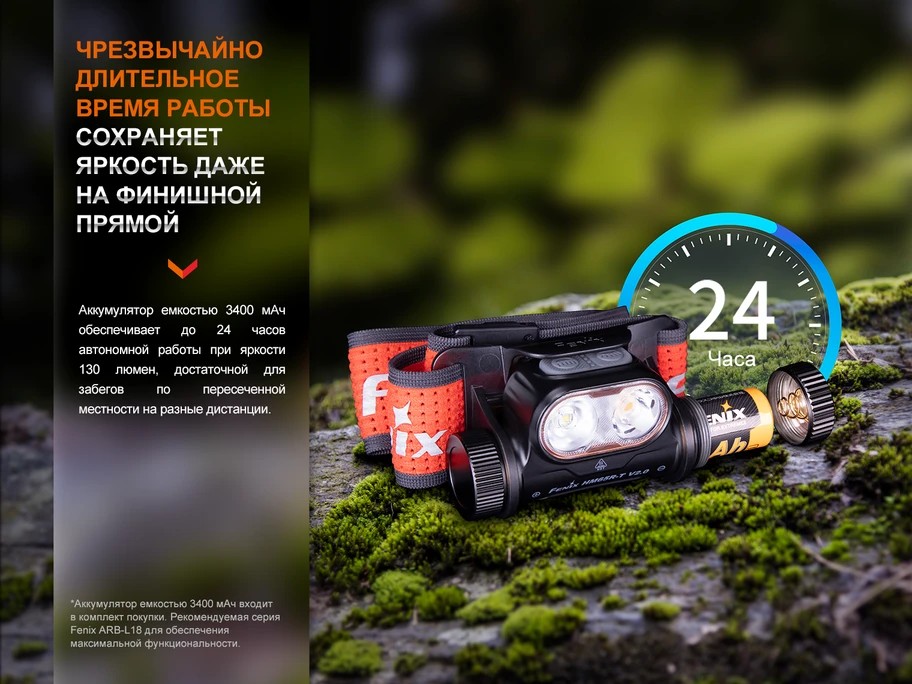 ЧРЕЗВЫЧАЙНО
ДЛИТЕЛЬНОЕ
ВРЕМЯ РАБОТЫ
СОХРАНЯЕТ
ЯРКОСТЬ ДАЖЕ
НА ФИНИШНОЙ
ПРЯМОЙ
Аккумулятор емкостью 3400 мАч
обеспечивает до 24 часов
автономной работы при яркости
130 люмен, достаточной для
забегов по пересеченной
местности на разные дистанции.
*Аккумулятор емкостью 3400 мАч входит
в комплект покупки. Рекомендуемая серия
Fenix ARB-L18 для обеспечения
максимальной функциональности.
24
Часа
Fenix
FENIX HM65R-T V2.0
ENIX
Ah